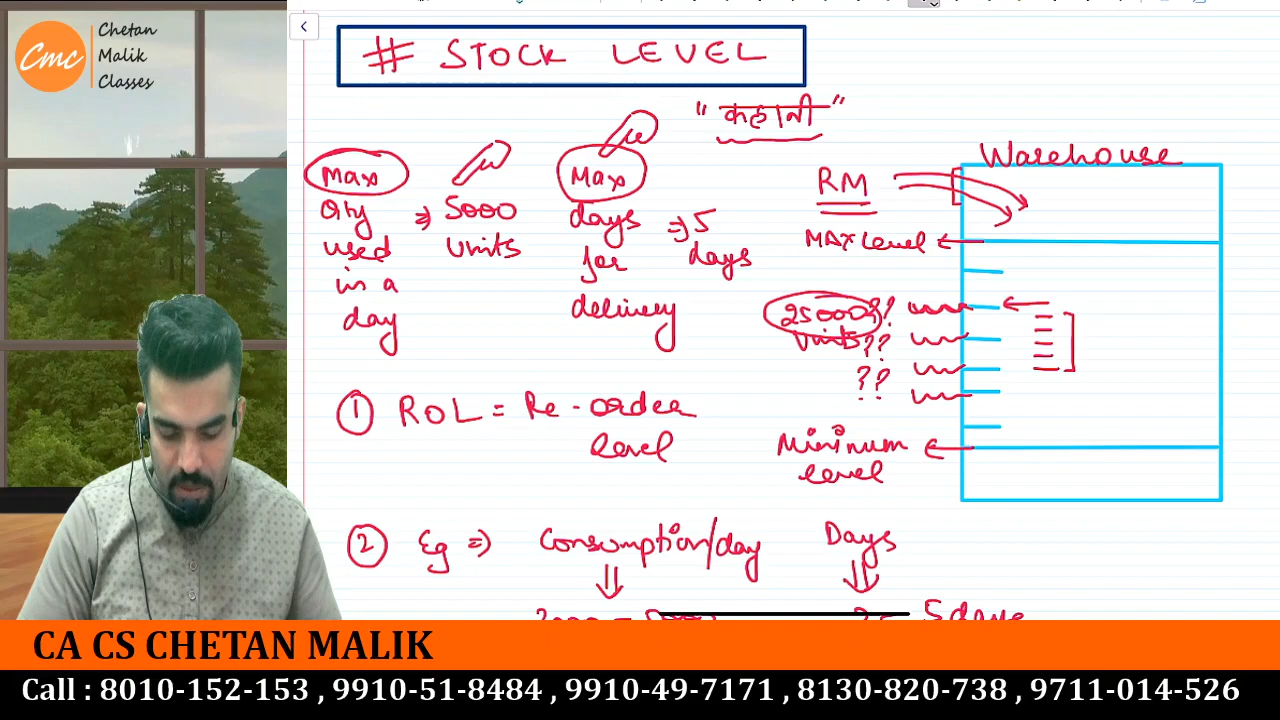 Cmc
Chetan
Malik
Classes
# STOCK LEVEL
" कहानी "
Max
Qty
used
in a
day
⇒ 5000
Units
Max
days
for
delivery
⇒ 5
days
Warehouse
RM
MAX Level
25000 ??
Units ??
??
Minimum
level
① ROL = Re-order
level
② Eg ⇒ Consumption/day Days
5 days
CA CS CHETAN MALIK
Call : 8010-152-153 , 9910-51-8484 , 9910-49-7171 , 8130-820-738 , 9711-014-526